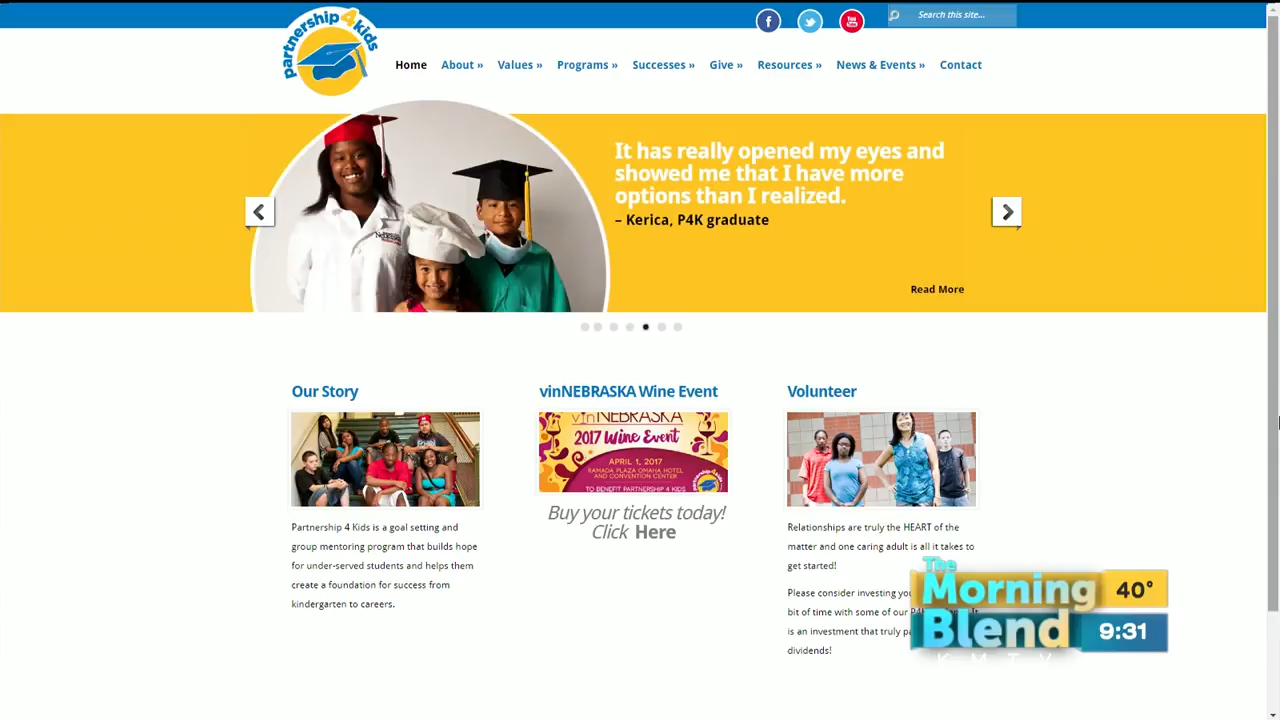 partnership 4 kids
Search this site...
Home
About »
Values »
Programs »
Successes »
Give »
Resources »
News & Events »
Contact
It has really opened my eyes and
showed me that I have more
options than I realized.
– Kerica, P4K graduate
Read More
Our Story
Partnership 4 Kids is a goal setting and
group mentoring program that builds hope
for under-served students and helps them
create a foundation for success from
kindergarten to careers.
vinNEBRASKA Wine Event
vinNEBRASKA
2017 Wine Event
APRIL 1, 2017
RAMADA PLAZA OMAHA HOTEL
AND CONVENTION CENTER
TO BENEFIT PARTNERSHIP 4 KIDS
Buy your tickets today!
Click Here
Volunteer
Relationships are truly the HEART of the
matter and one caring adult is all it takes to
get started!
Please consider investing
bit of time with some of our
is an investment that truly
dividends!
The
Morning
Blend
40°
9:31
KMTV